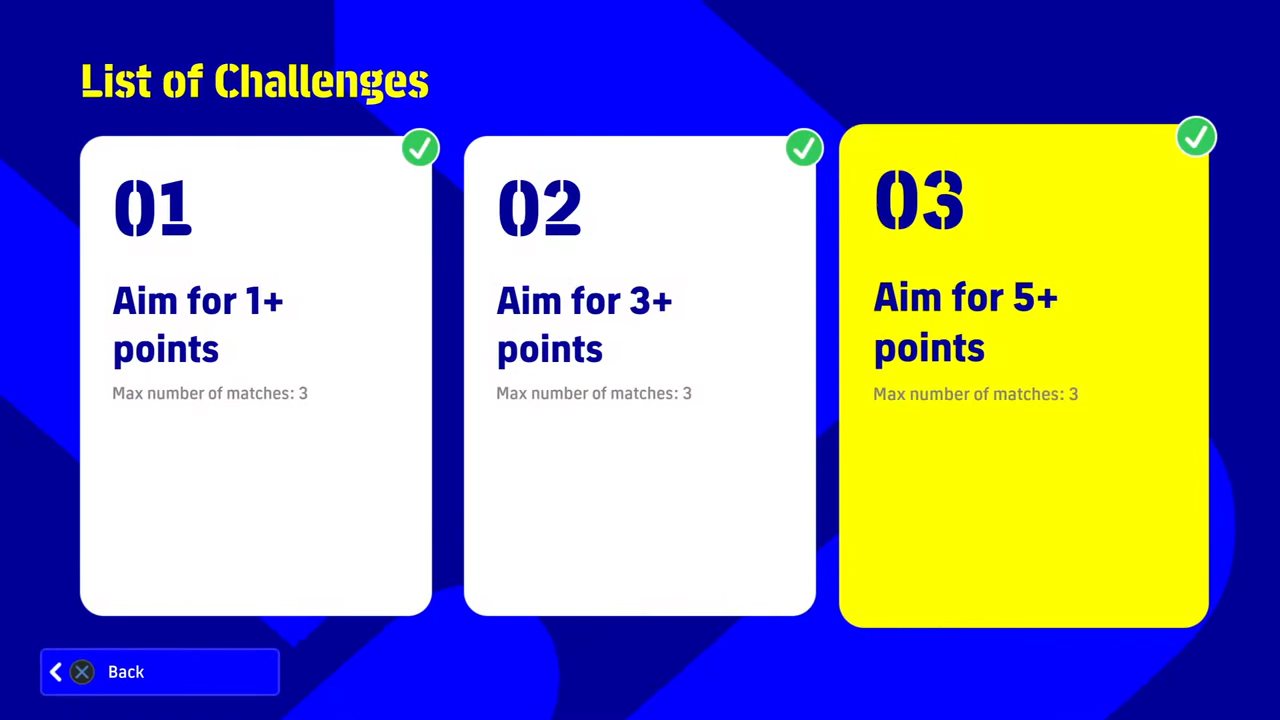 List of Challenges
01
Aim for 1+
points
Max number of matches: 3
02
Aim for 3+
points
Max number of matches: 3
03
Aim for 5+
points
Max number of matches: 3
Back